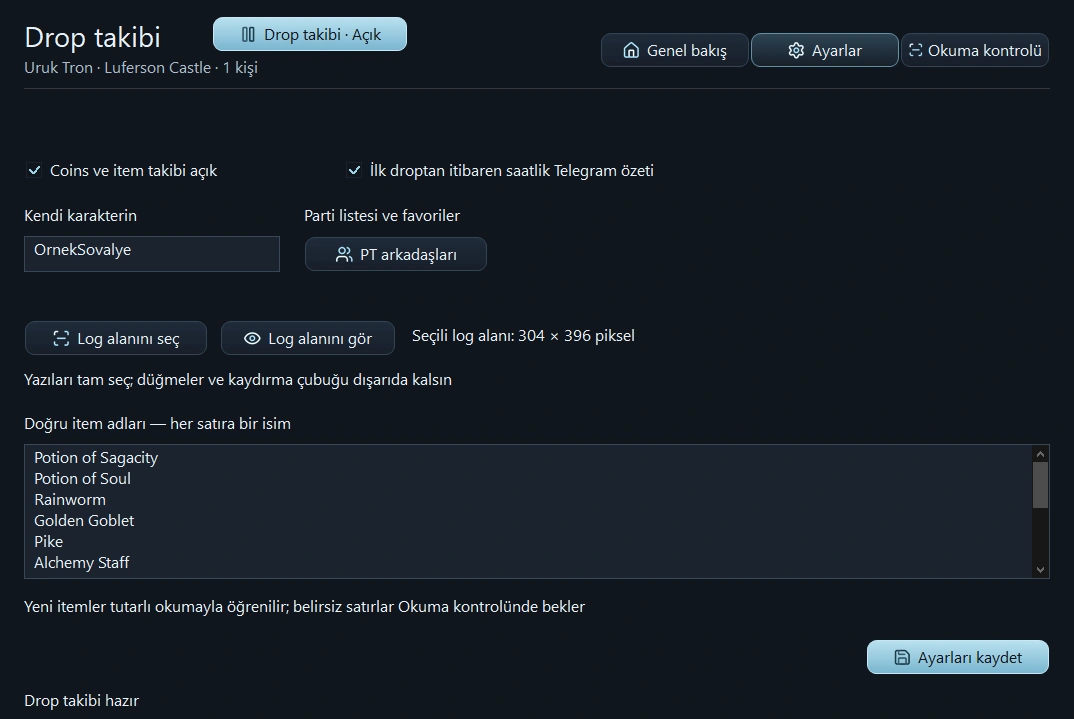 Drop takibi
Drop takibi · Açık
Uruk Tron · Luferson Castle · 1 kişi
Genel bakış
Ayarlar
Okuma kontrolü
Coins ve item takibi açık
İlk droptan itibaren saatlik Telegram özeti
Kendi karakterin
Parti listesi ve favoriler
OrnekSovalye
PT arkadaşları
Log alanını seç
Log alanını gör
Seçili log alanı: 304 × 396 piksel
Yazıları tam seç; düğmeler ve kaydırma çubuğu dışarıda kalsın
Doğru item adları — her satıra bir isim
Potion of Sagacity
Potion of Soul
Rainworm
Golden Goblet
Pike
Alchemy Staff
Yeni itemler tutarlı okumayla öğrenilir; belirsiz satırlar Okuma kontrolünde bekler
Ayarları kaydet
Drop takibi hazır